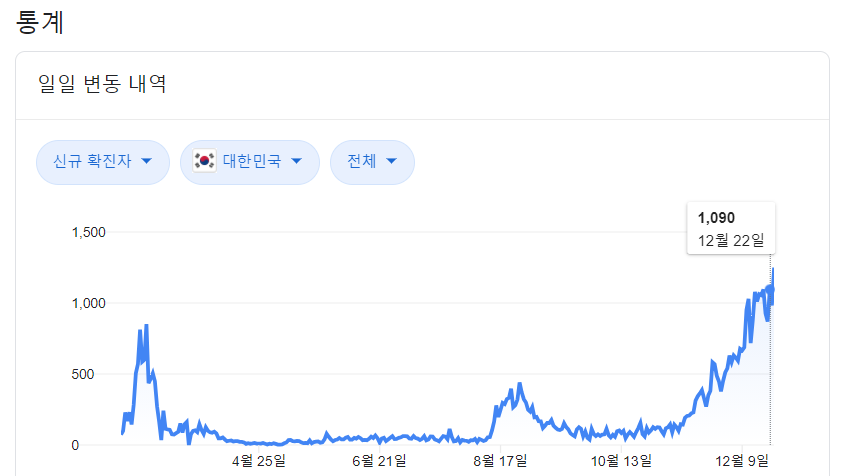 통계
일일 변동 내역
신규 확진자
대한민국
전체
1,090
12월 22일
1,500
1,000
500
0
4월 25일
6월 21일
8월 17일
10월 13일
12월 9일